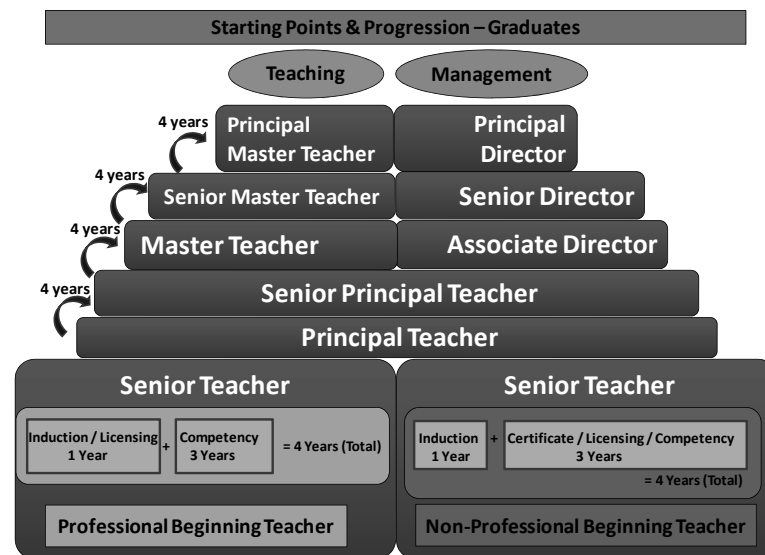 Starting Points & Progression – Graduates
Teaching
Management
4 years
Principal
Master Teacher
Principal
Director
4 years
Senior Master Teacher
Senior Director
4 years
Master Teacher
Associate Director
4 years
Senior Principal Teacher
Principal Teacher
Senior Teacher
Induction / Licensing
1 Year
+
Competency
3 Years
= 4 Years (Total)
Professional Beginning Teacher
Senior Teacher
Induction
1 Year
+
Certificate / Licensing / Competency
3 Years
= 4 Years (Total)
Non-Professional Beginning Teacher